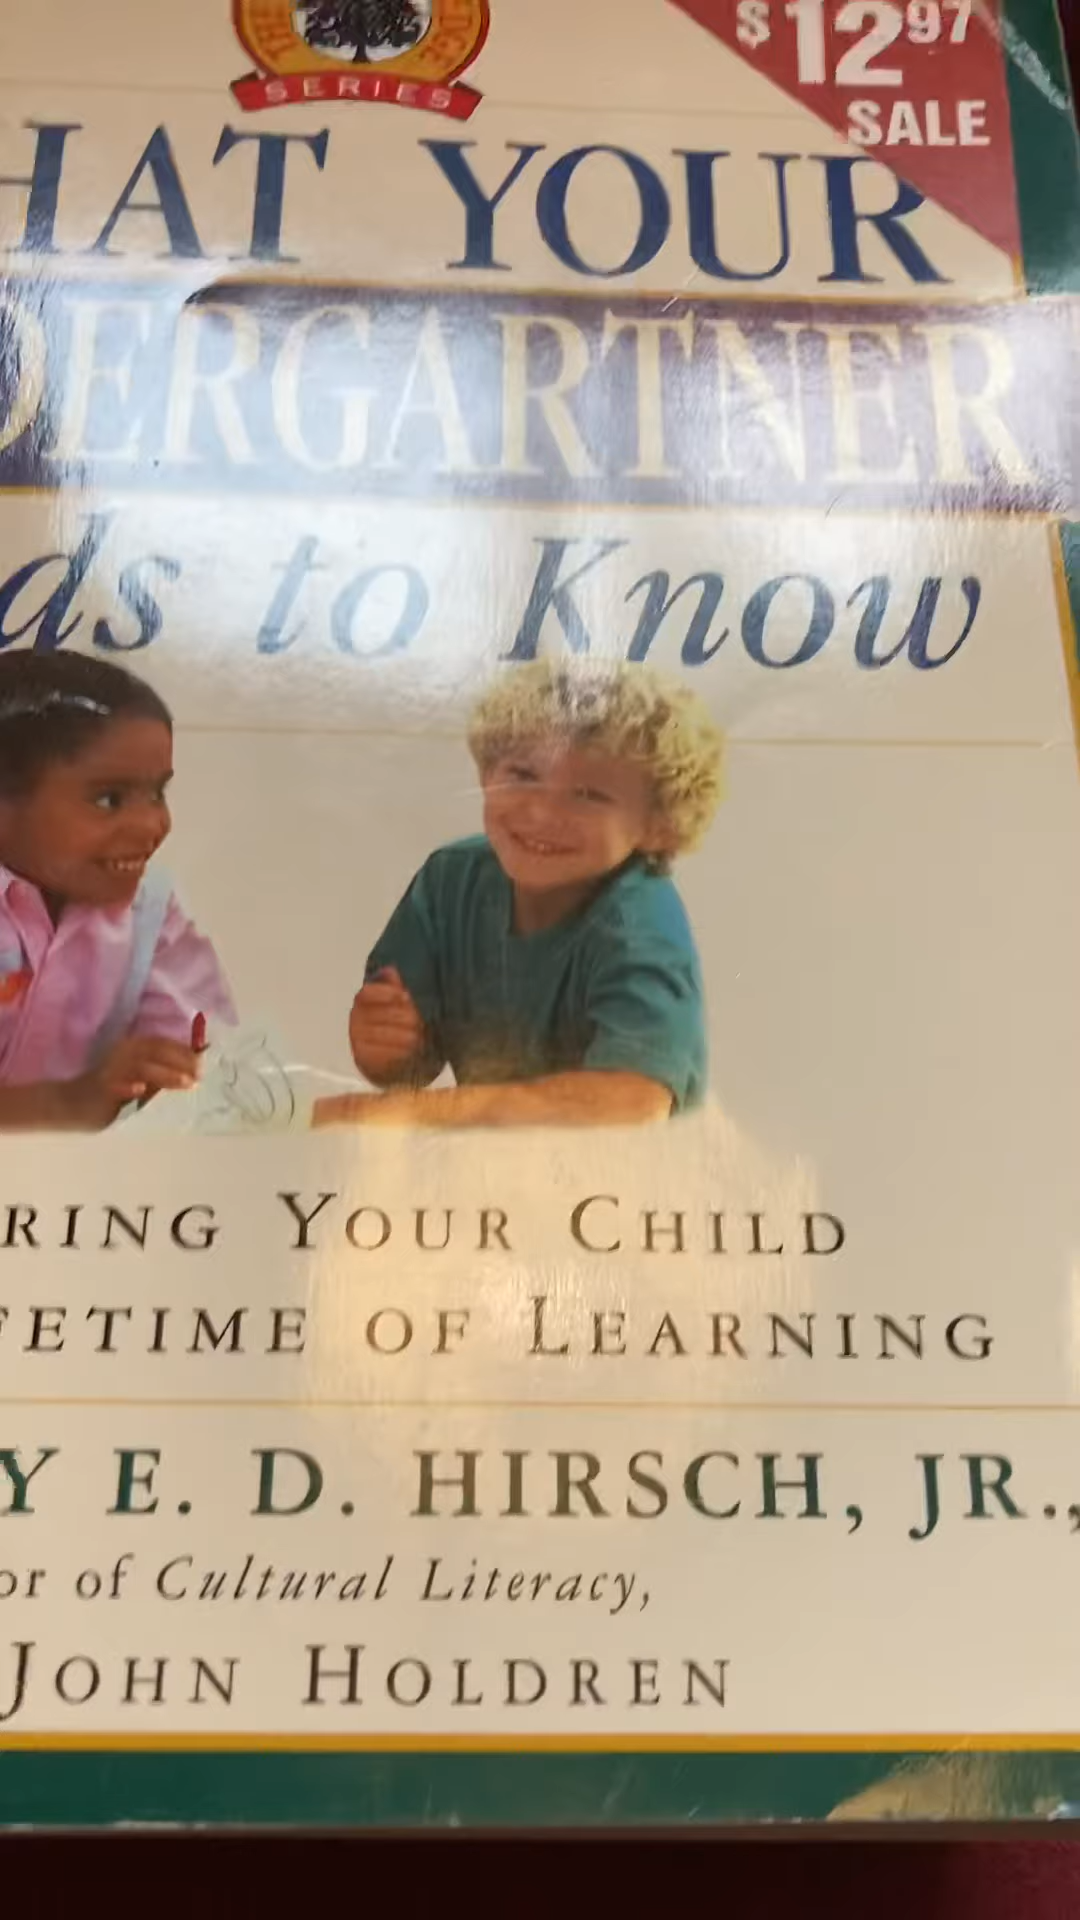 SERIES
$12.97
SALE
HAT YOUR
DERGARTNER
ds to Know
RING YOUR CHILD
FETIME OF LEARNING
Y E. D. HIRSCH, JR.,
or of Cultural Literacy,
JOHN HOLDREN